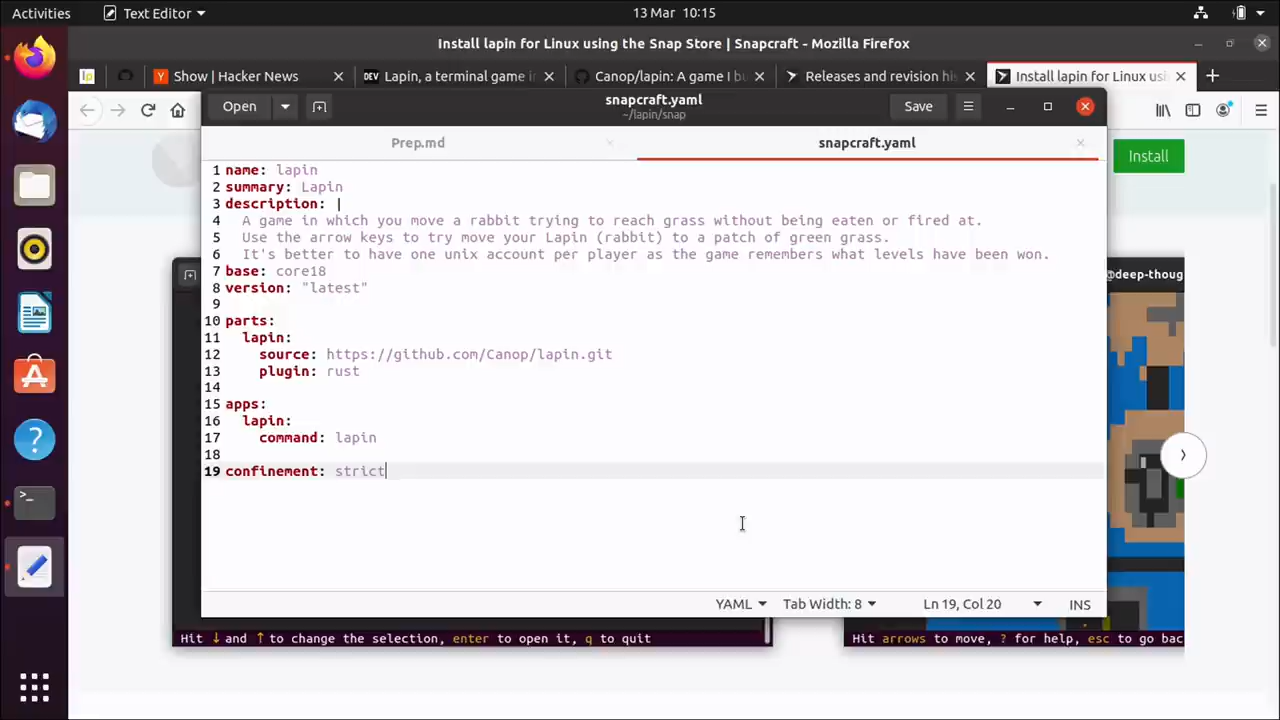 Activities
Text Editor
13 Mar 10:15
Install lapin for Linux using the Snap Store | Snapcraft - Mozilla Firefox
lp
Show | Hacker News
DEV Lapin, a terminal game i
Canop/lapin: A game I b
Releases and revision his
Install lapin for Linux usi
Open
snapcraft.yaml
~/lapin/snap
Save
Prep.md
snapcraft.yaml
Install
1 name: lapin
2 summary: Lapin
3 description: |
4 A game in which you move a rabbit trying to reach grass without being eaten or fired at.
5 Use the arrow keys to try move your Lapin (rabbit) to a patch of green grass.
6 It's better to have one unix account per player as the game remembers what levels have been won.
7 base: core18
8 version: "latest"
9
10 parts:
11 lapin:
12 source: https://github.com/Canop/lapin.git
13 plugin: rust
14
15 apps:
16 lapin:
17 command: lapin
18
19 confinement: strict
@deep-thoug
YAML
Tab Width: 8
Ln 19, Col 20
INS
Hit ↓ and ↑ to change the selection, enter to open it, q to quit
Hit arrows to move, ? for help, esc to go bac